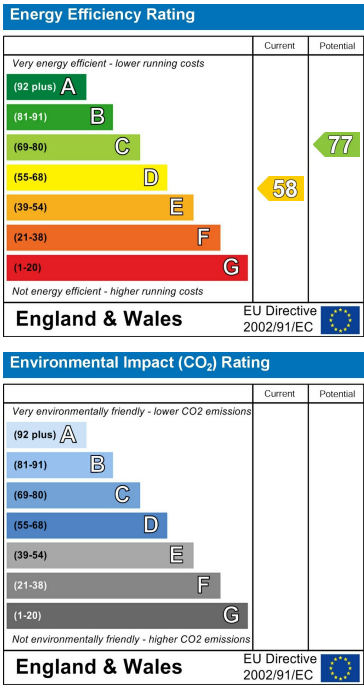 Energy Efficiency Rating
Current Potential
Very energy efficient - lower running costs
(92 plus) A
(81-91) B
(69-80) C
77
(55-68) D
58
(39-54) E
(21-38) F
(1-20) G
Not energy efficient - higher running costs
England & Wales
EU Directive
2002/91/EC
Environmental Impact (CO₂) Rating
Current Potential
Very environmentally friendly - lower CO2 emissions
(92 plus) A
(81-91) B
(69-80) C
(55-68) D
(39-54) E
(21-38) F
(1-20) G
Not environmentally friendly - higher CO2 emissions
England & Wales
EU Directive
2002/91/EC